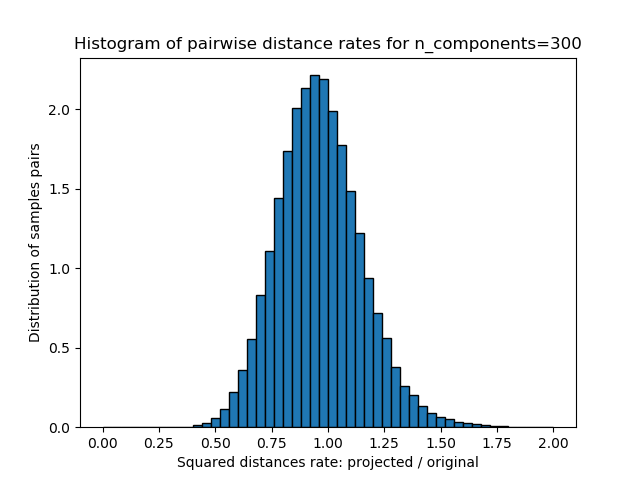 Histogram of pairwise distance rates for n_components=300
Distribution of samples pairs
2.0
1.5
1.0
0.5
0.0
0.00 0.25 0.50 0.75 1.00 1.25 1.50 1.75 2.00
Squared distances rate: projected / original